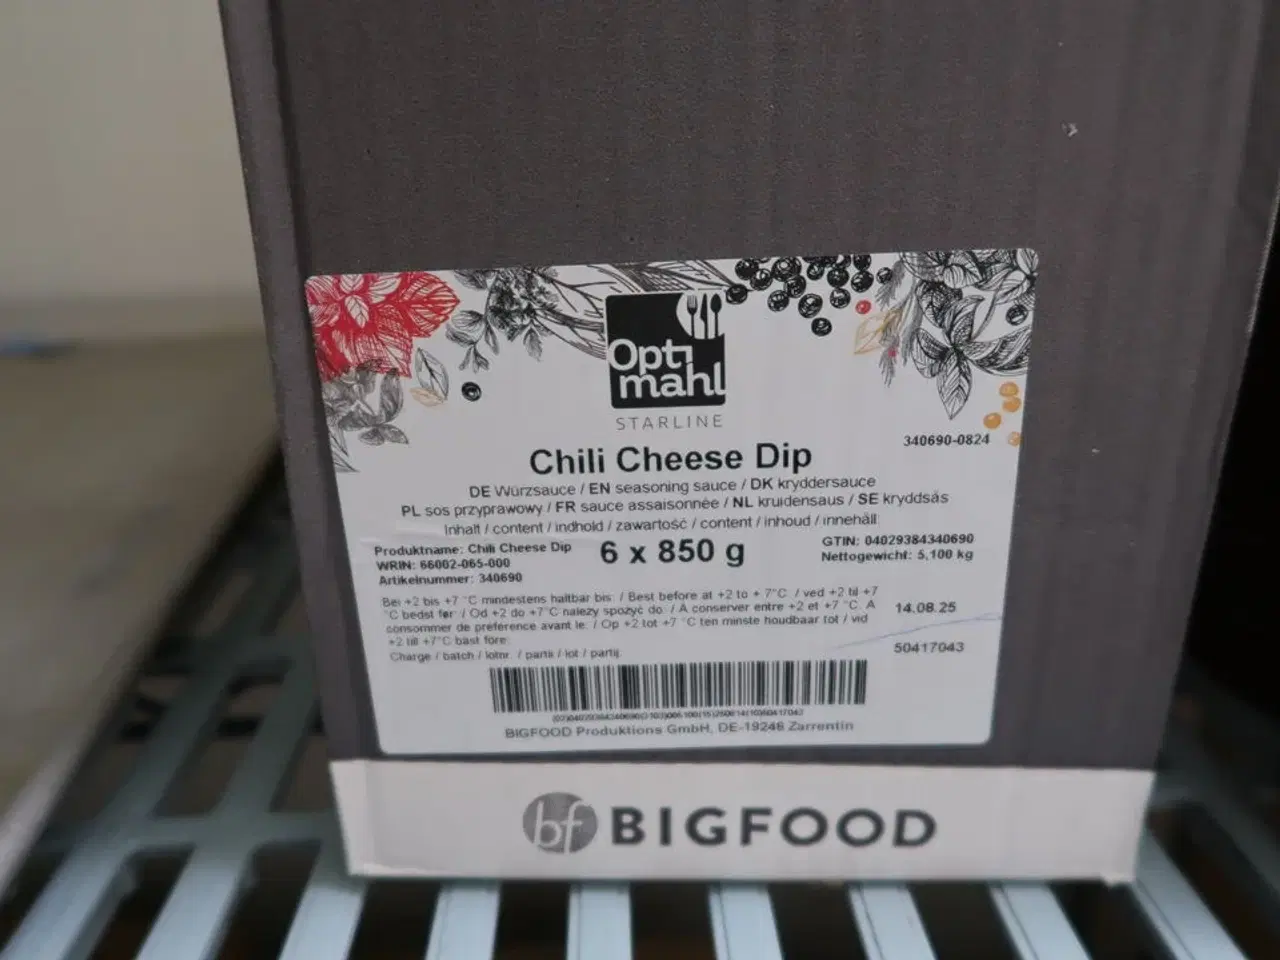 Opti
mahl
STARLINE
340690-0824
Chili Cheese Dip
DE Würzsauce / EN seasoning sauce / DK kryddersauce
PL sos przyprawowy / FR sauce assaisonnée / NL kruidensaus / SE kryddsås
Inhalt / content / indhold / zawartość / content / inhoud / innehåll
Produktname: Chili Cheese Dip
WRIN: 66002-065-000
Artikelnummer: 340690
6 x 850 g
GTIN: 04029384340690
Nettogewicht: 5,100 kg
Bei +2 bis +7 °C mindestens haltbar bis: / Best before at +2 to + 7°C: / ved +2 til +7
°C bedst før: / Od +2 do +7°C należy spożyć do: / A conserver entre +2 et +7 °C. A
consommer de preference avant le: / Op +2 tot +7 °C ten minste houdbaar tot / vid
+2 till +7°C bäst före:
14.08.25
Charge / batch / lotnr. / partii / lot / partij:
50417043
BIGFOOD Produktions GmbH, DE-19246 Zarrentin
bf BIGFOOD